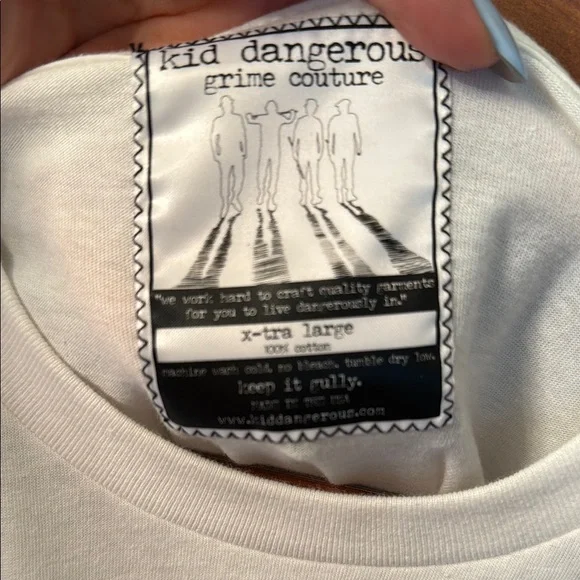 kid dangerous
grime couture
"we work hard to craft quality garments
for you to live dangerously in."
x-tra large
100% cotton
machine wash cold, no bleach, tumble dry low.
keep it gully.
MADE IN THE USA
www.kiddangerous.com